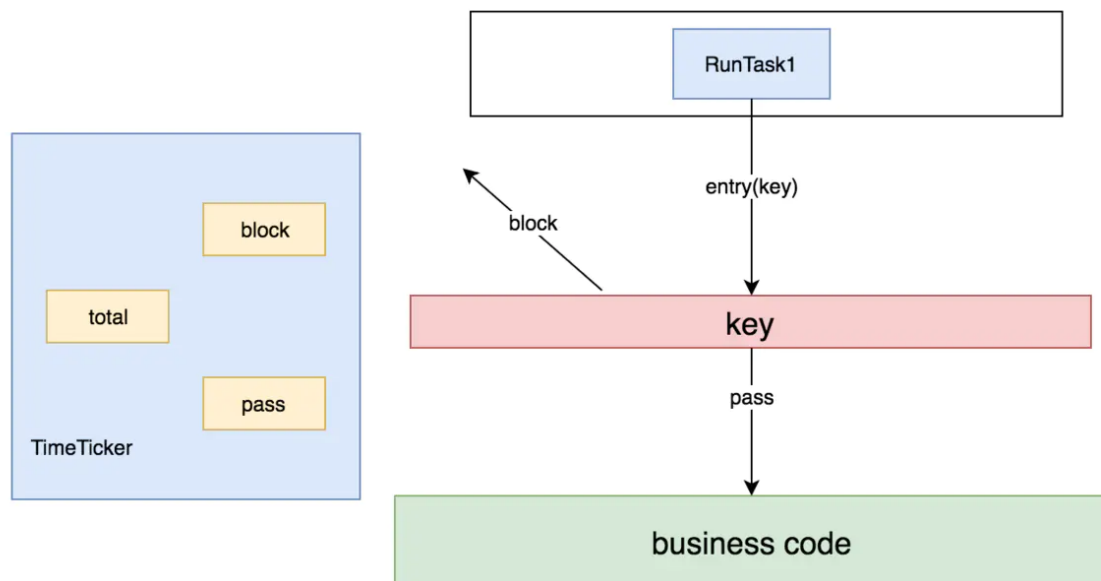 RunTask1
entry(key)
block
block
total
key
pass
pass
TimeTicker
business code